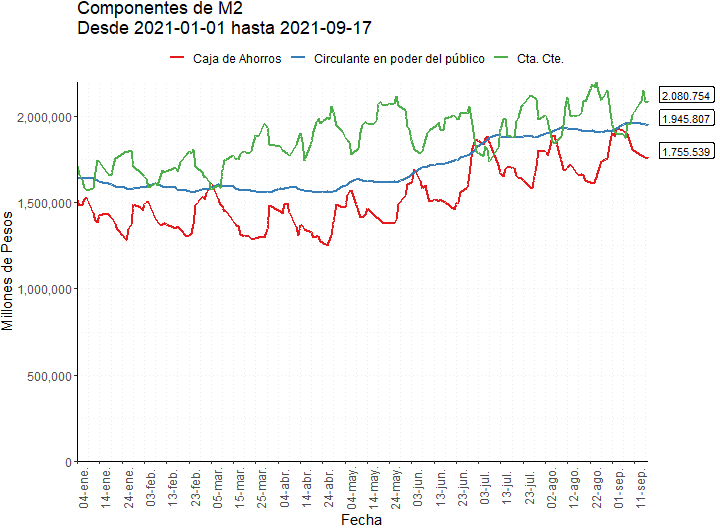 Componentes de M2
Desde 2021-01-01 hasta 2021-09-17
Caja de Ahorros Circulante en poder del público Cta. Cte.
Millones de Pesos
2,000,000
1,500,000
1,000,000
500,000
0
2.080.754
1.945.807
1.755.539
04-ene. 14-ene. 24-ene. 03-feb. 13-feb. 23-feb. 05-mar. 15-mar. 25-mar. 04-abr. 14-abr. 24-abr. 04-may. 14-may. 24-may. 03-jun. 13-jun. 23-jun. 03-jul. 13-jul. 23-jul. 02-ago. 12-ago. 22-ago. 01-sep. 11-sep.
Fecha